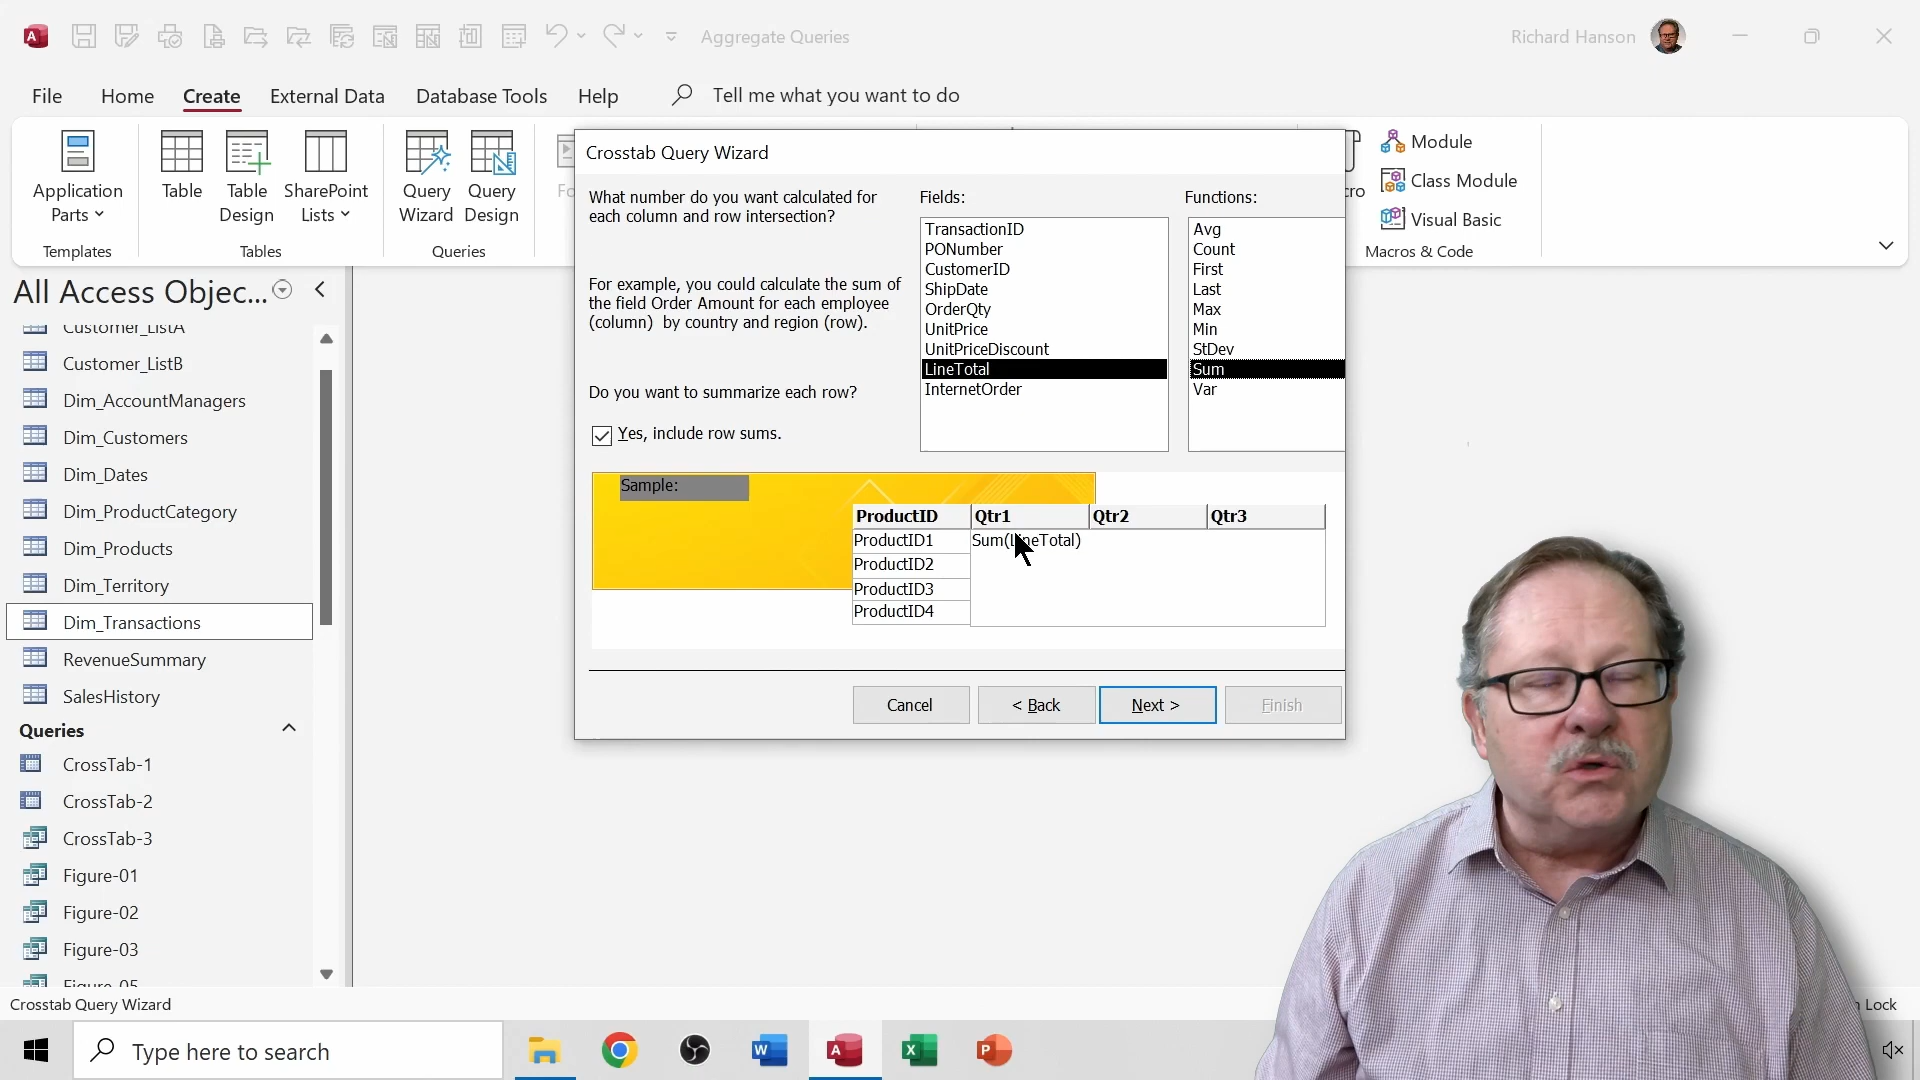 Aggregate Queries
Richard Hanson
File
Home
Create
External Data
Database Tools
Help
Tell me what you want to do
Application
Parts
Templates
Table
Table
Design
SharePoint
Lists
Tables
Query
Wizard
Query
Design
Queries
Fo
cro
Module
Class Module
Visual Basic
Macros & Code
All Access Objec...
Customer_ListA
Customer_ListB
Dim_AccountManagers
Dim_Customers
Dim_Dates
Dim_ProductCategory
Dim_Products
Dim_Territory
Dim_Transactions
RevenueSummary
SalesHistory
Queries
CrossTab-1
CrossTab-2
CrossTab-3
Figure-01
Figure-02
Figure-03
Figure-05
Crosstab Query Wizard
What number do you want calculated for
each column and row intersection?
For example, you could calculate the sum of
the field Order Amount for each employee
(column) by country and region (row).
Do you want to summarize each row?
Yes, include row sums.
Fields:
TransactionID
PONumber
CustomerID
ShipDate
OrderQty
UnitPrice
UnitPriceDiscount
LineTotal
InternetOrder
Functions:
Avg
Count
First
Last
Max
Min
StDev
Sum
Var
Sample:
ProductID Qtr1 Qtr2 Qtr3
ProductID1 Sum(LineTotal)
ProductID2
ProductID3
ProductID4
Cancel
< Back
Next >
Finish
Crosstab Query Wizard
Lock
Type here to search